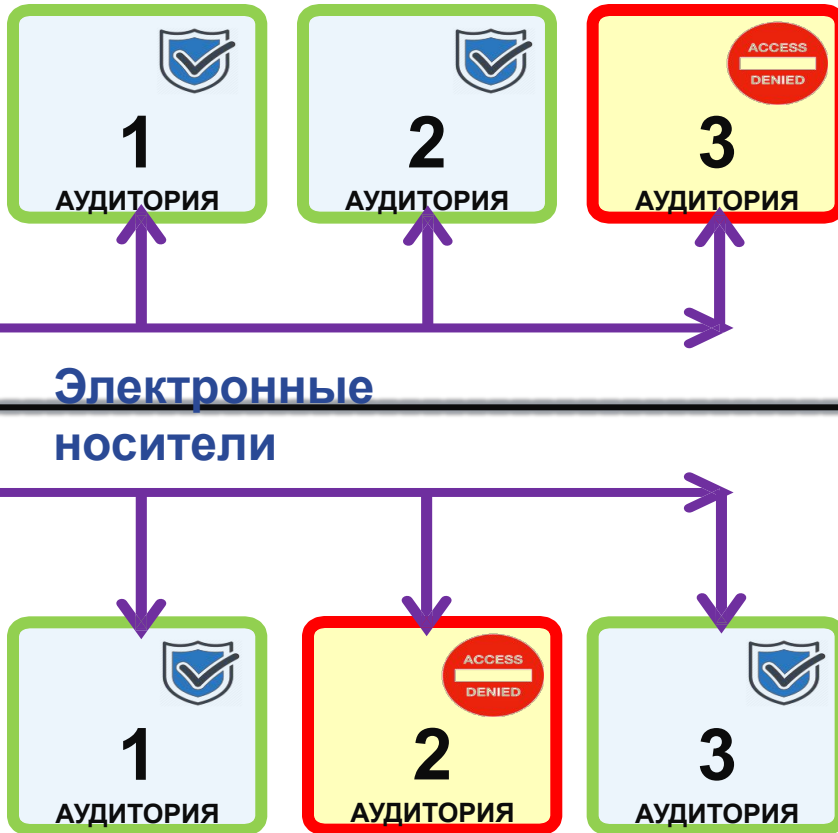 ACCESS
DENIED
1
2
3
АУДИТОРИЯ
АУДИТОРИЯ
АУДИТОРИЯ
Электронные
носители
ACCESS
DENIED
1
2
3
АУДИТОРИЯ
АУДИТОРИЯ
АУДИТОРИЯ